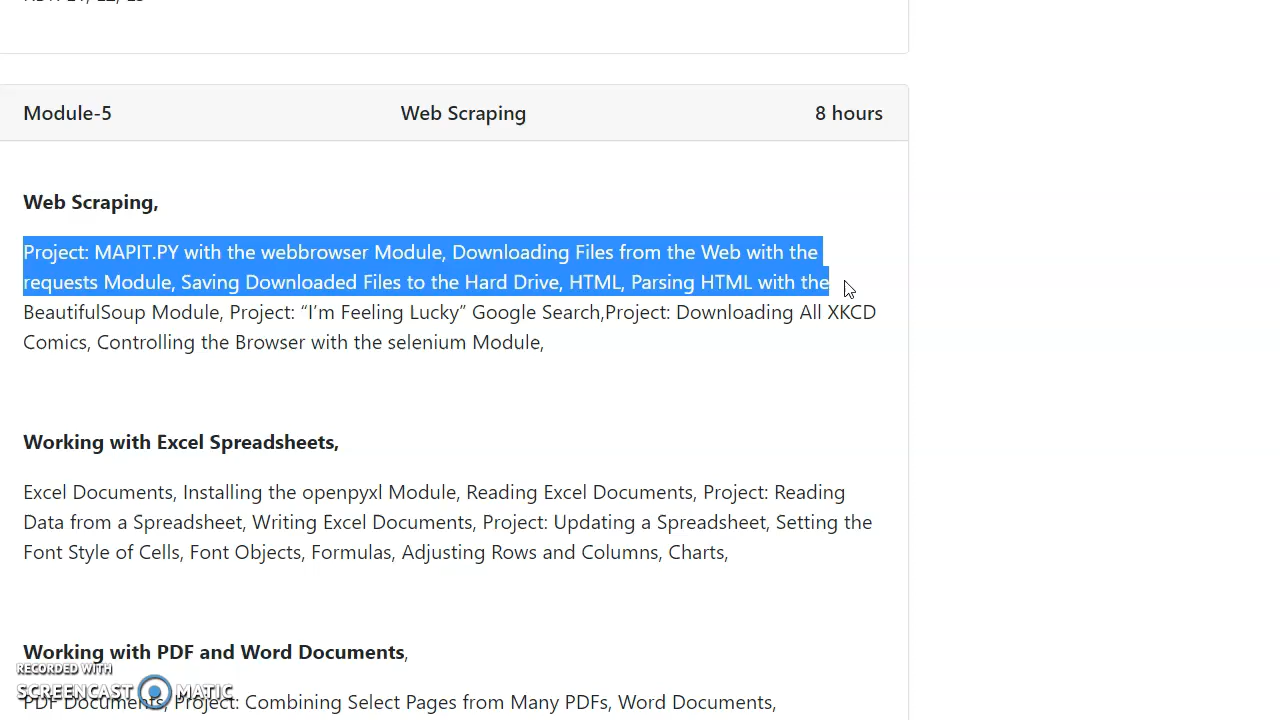 Module-5 Web Scraping 8 hours
Web Scraping,
Project: MAPIT.PY with the webbrowser Module, Downloading Files from the Web with the
requests Module, Saving Downloaded Files to the Hard Drive, HTML, Parsing HTML with the
BeautifulSoup Module, Project: “I’m Feeling Lucky” Google Search,Project: Downloading All XKCD
Comics, Controlling the Browser with the selenium Module,
Working with Excel Spreadsheets,
Excel Documents, Installing the openpyxl Module, Reading Excel Documents, Project: Reading
Data from a Spreadsheet, Writing Excel Documents, Project: Updating a Spreadsheet, Setting the
Font Style of Cells, Font Objects, Formulas, Adjusting Rows and Columns, Charts,
Working with PDF and Word Documents,
RECORDED WITH
SCREENCAST MATIC
PDF Documents, Project: Combining Select Pages from Many PDFs, Word Documents,